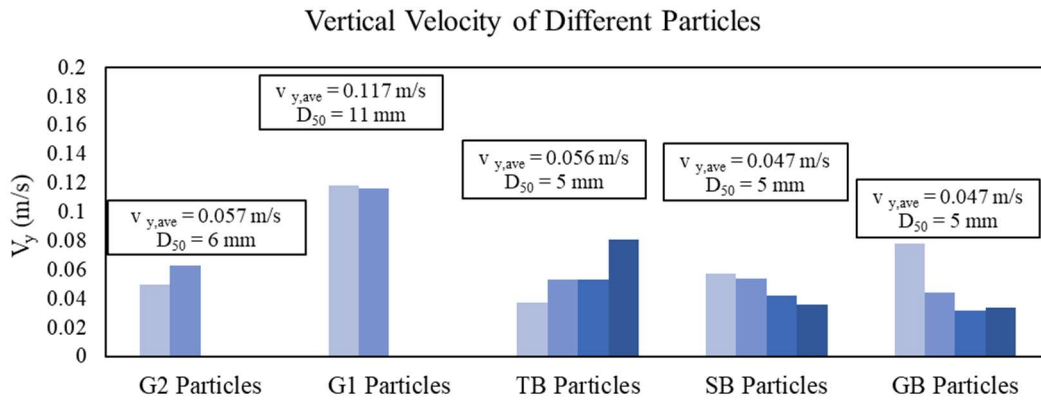 Vertical Velocity of Different Particles
V_y (m/s)
0.2
0.18
0.16
0.14
0.12
0.1
0.08
0.06
0.04
0.02
0
v y,ave = 0.057 m/s
D50 = 6 mm
v y,ave = 0.117 m/s
D50 = 11 mm
v y,ave = 0.056 m/s
D50 = 5 mm
v y,ave = 0.047 m/s
D50 = 5 mm
v y,ave = 0.047 m/s
D50 = 5 mm
G2 Particles
G1 Particles
TB Particles
SB Particles
GB Particles